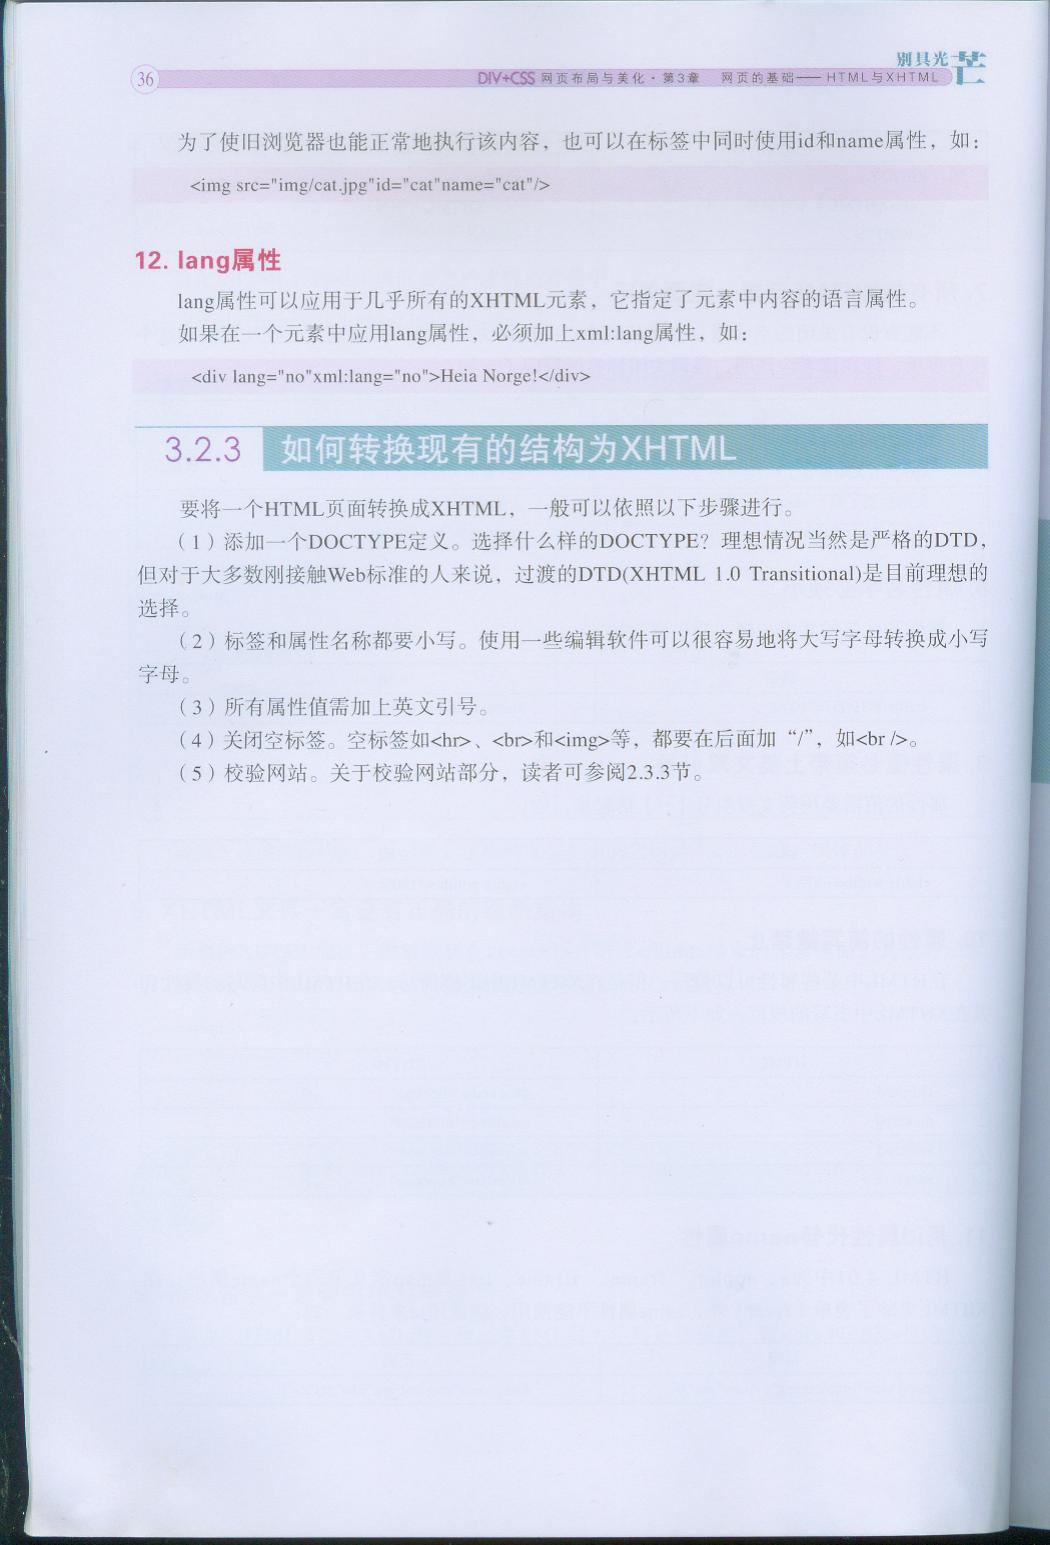 别具光芒
36
DIV+CSS 网页布局与美化·第3章 网页的基础——HTML与XHTML
为了使旧浏览器也能正常地执行该内容，也可以在标签中同时使用id和name属性，如：
<img src="img/cat.jpg"id="cat"name="cat"/>
12. lang属性
lang属性可以应用于几乎所有的XHTML元素，它指定了元素中内容的语言属性。
如果在一个元素中应用lang属性，必须加上xml:lang属性，如：
<div lang="no"xml:lang="no">Heia Norge!</div>
3.2.3 如何转换现有的结构为XHTML
要将一个HTML页面转换成XHTML，一般可以依照以下步骤进行。
（1）添加一个DOCTYPE定义。选择什么样的DOCTYPE？理想情况当然是严格的DTD，
但对于大多数刚接触Web标准的人来说，过渡的DTD(XHTML 1.0 Transitional)是目前理想的
选择。
（2）标签和属性名称都要小写。使用一些编辑软件可以很容易地将大写字母转换成小写
字母。
（3）所有属性值需加上英文引号。
（4）关闭空标签。空标签如<hr>、<br>和<img>等，都要在后面加“/”，如<br />。
（5）校验网站。关于校验网站部分，读者可参阅2.3.3节。